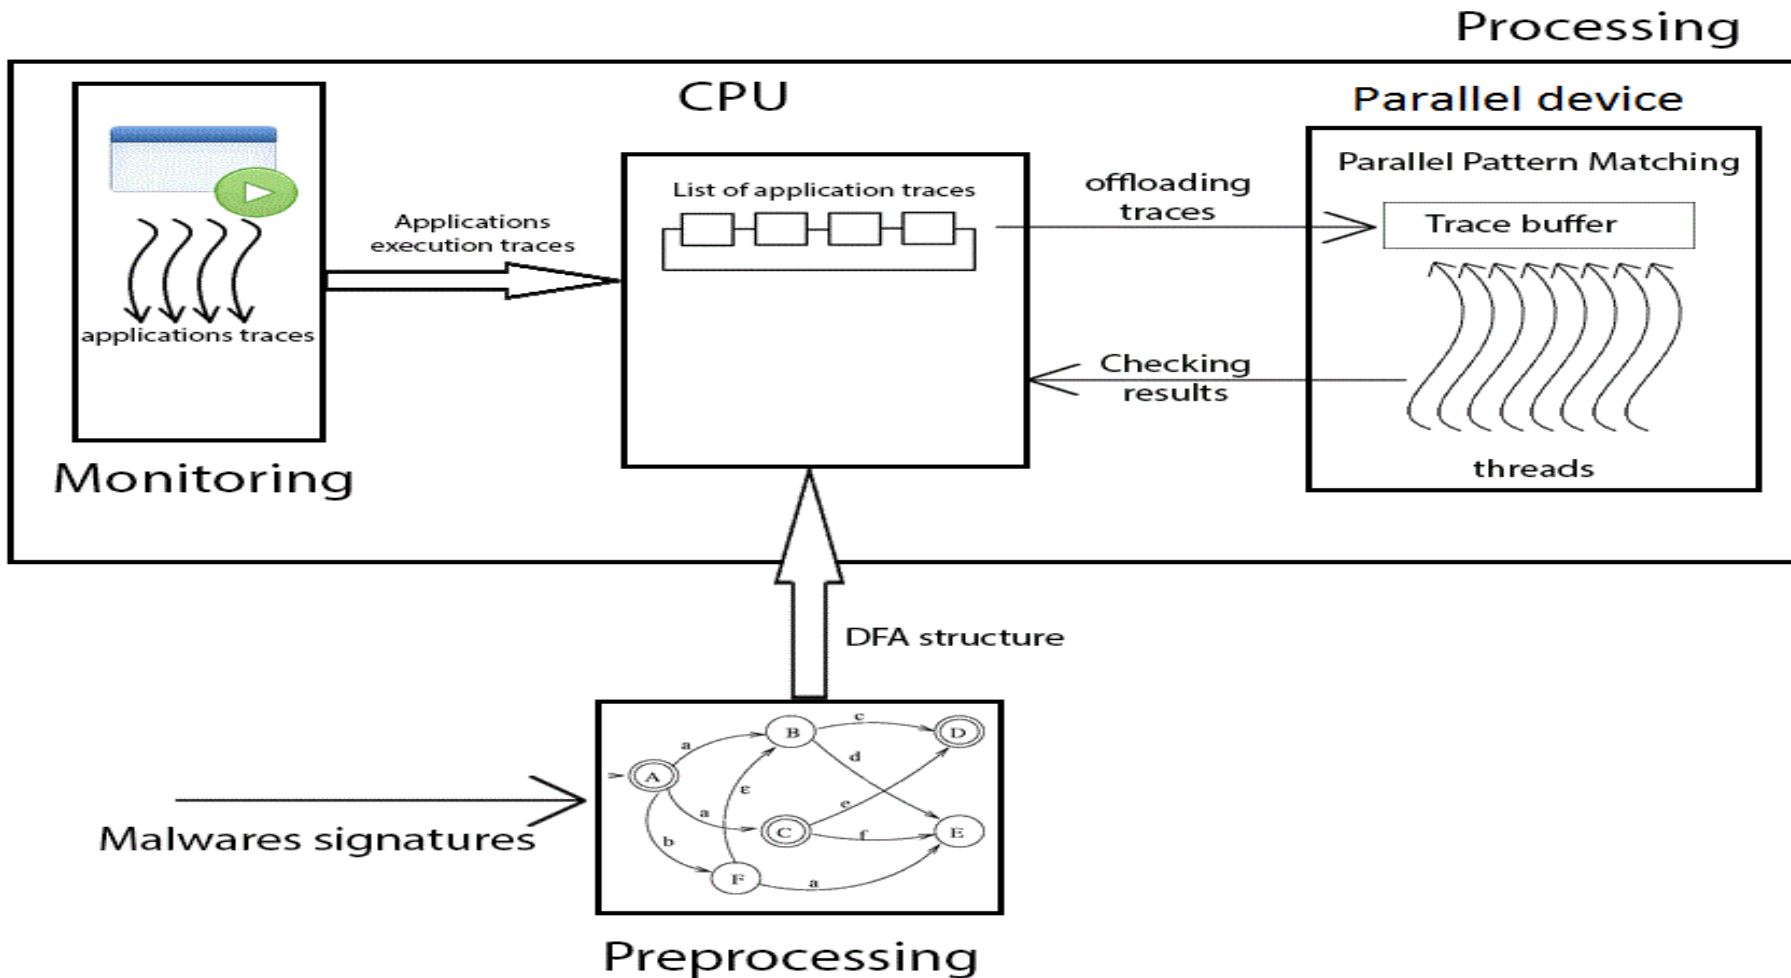 Processing
CPU
Parallel device
Parallel Pattern Matching
List of application traces
offloading
traces
Trace buffer
Applications
execution traces
applications traces
Checking
results
threads
Monitoring
DFA structure
Malwares signatures
a
B
c
D
A
d
ε
a
e
C
f
E
b
F
a
Preprocessing